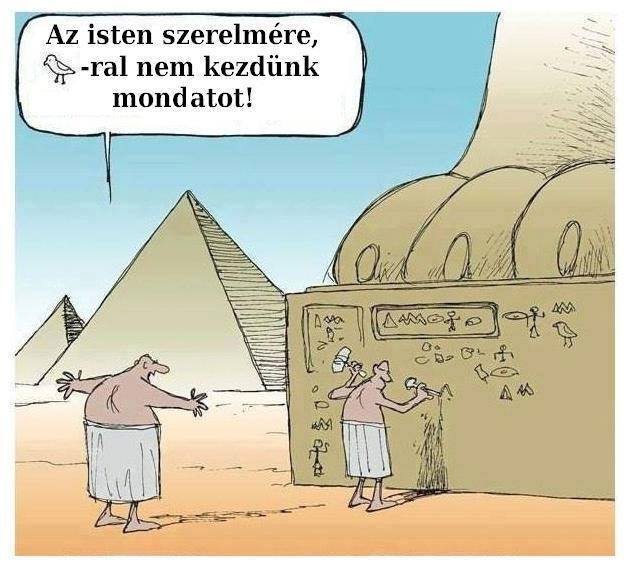 Az isten szerelmére,
-ral nem kezdünk
mondatot!